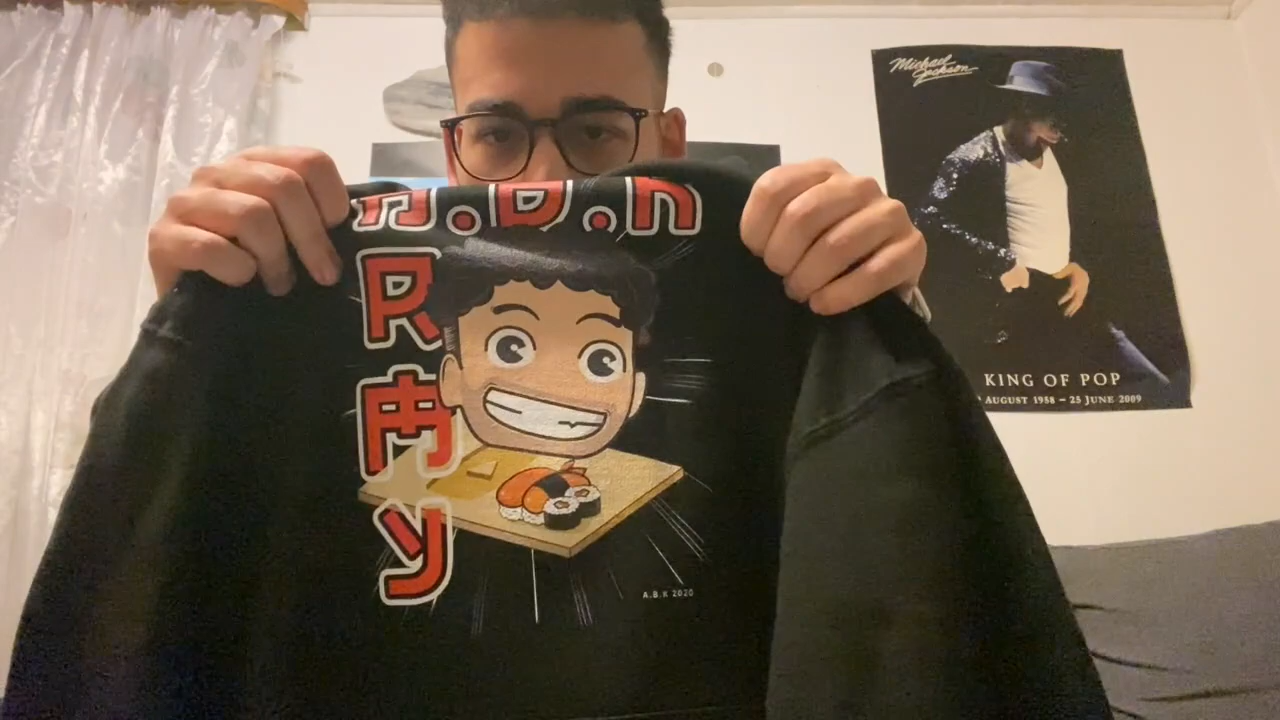 A.B.K
R
A
M
Y
A.B.K 2020
Michael
Jackson
KING OF POP
AUGUST 1958 – 25 JUNE 2009